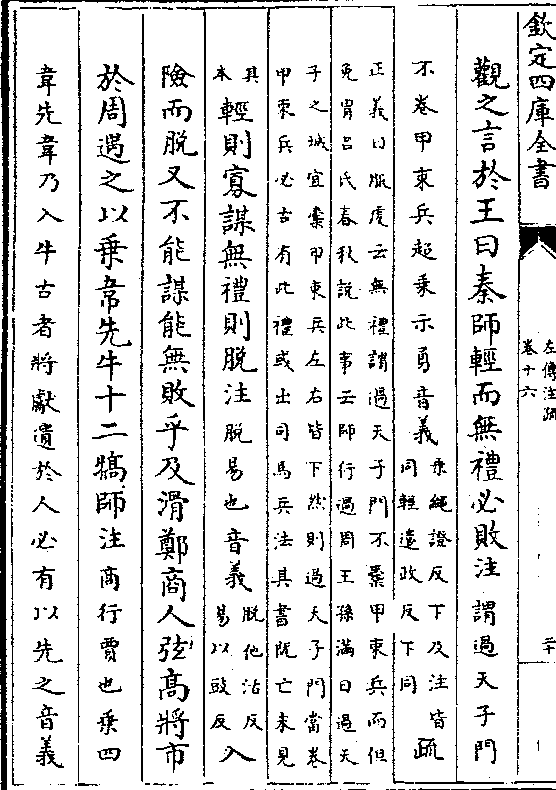 欽定四庫全書
左傳注疏
卷十六
二十
觀之言於王曰秦師輕而無禮必敗注謂過天子門
不卷甲束兵超乗示勇音義
乗繩證反下及注皆
同輕遣政反下同
疏
正義曰服虔云無禮謂過天子門不櫜甲束兵而但
免胄吕氏春秋說此事云師行過周王孫滿曰過天
子之城宜櫜甲束兵左右皆下然則過天子門當卷
甲束兵必古有此禮或出司馬兵法其書既亡未見
其
本
輕則寡謀無禮則脱注脱易也音義
脱他活反
易以豉反
入
險而脱又不能謀能無敗乎及滑鄭商人弦髙將市
於周遇之以乗韋先牛十二犒師注商行賈也乗四
韋先韋乃入牛古者將獻遺於人必有以先之音義